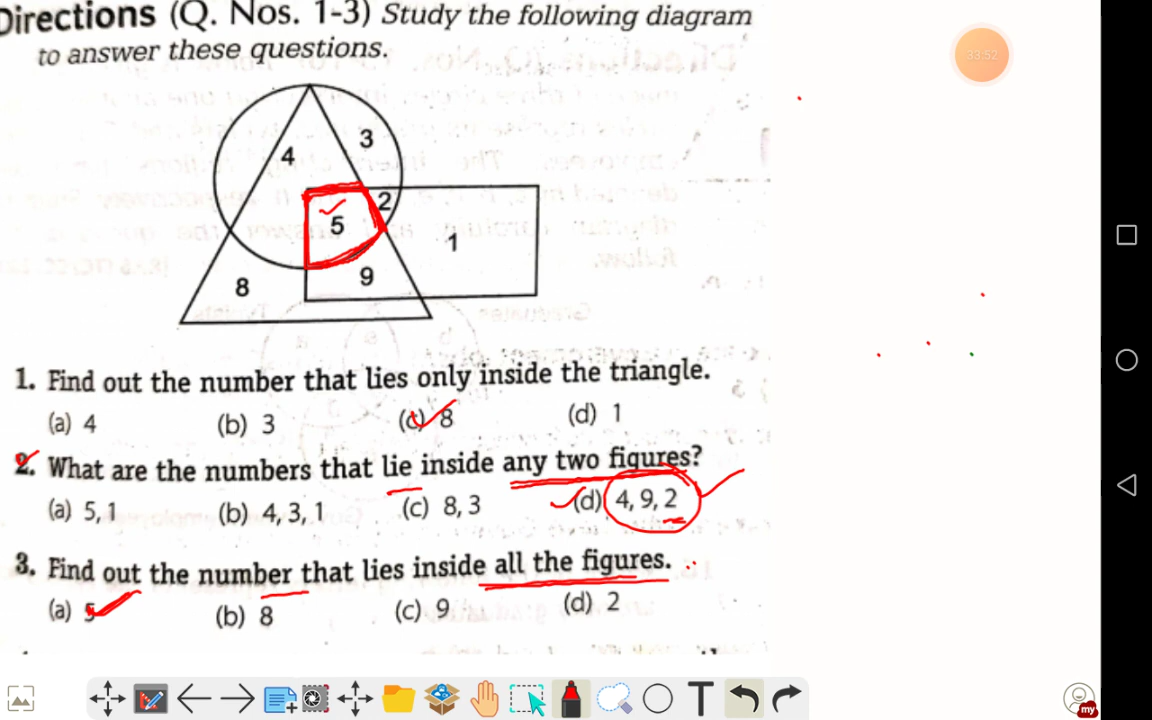 Directions (Q. Nos. 1-3) Study the following diagram
to answer these questions.
33:52
3
4
2
5
1
9
8
1. Find out the number that lies only inside the triangle.
(a) 4 (b) 3 (c) 8 (d) 1
2. What are the numbers that lie inside any two figures?
(a) 5, 1 (b) 4, 3, 1 (c) 8, 3 (d) 4, 9, 2
3. Find out the number that lies inside all the figures.
(a) 5 (b) 8 (c) 9 (d) 2
T
my